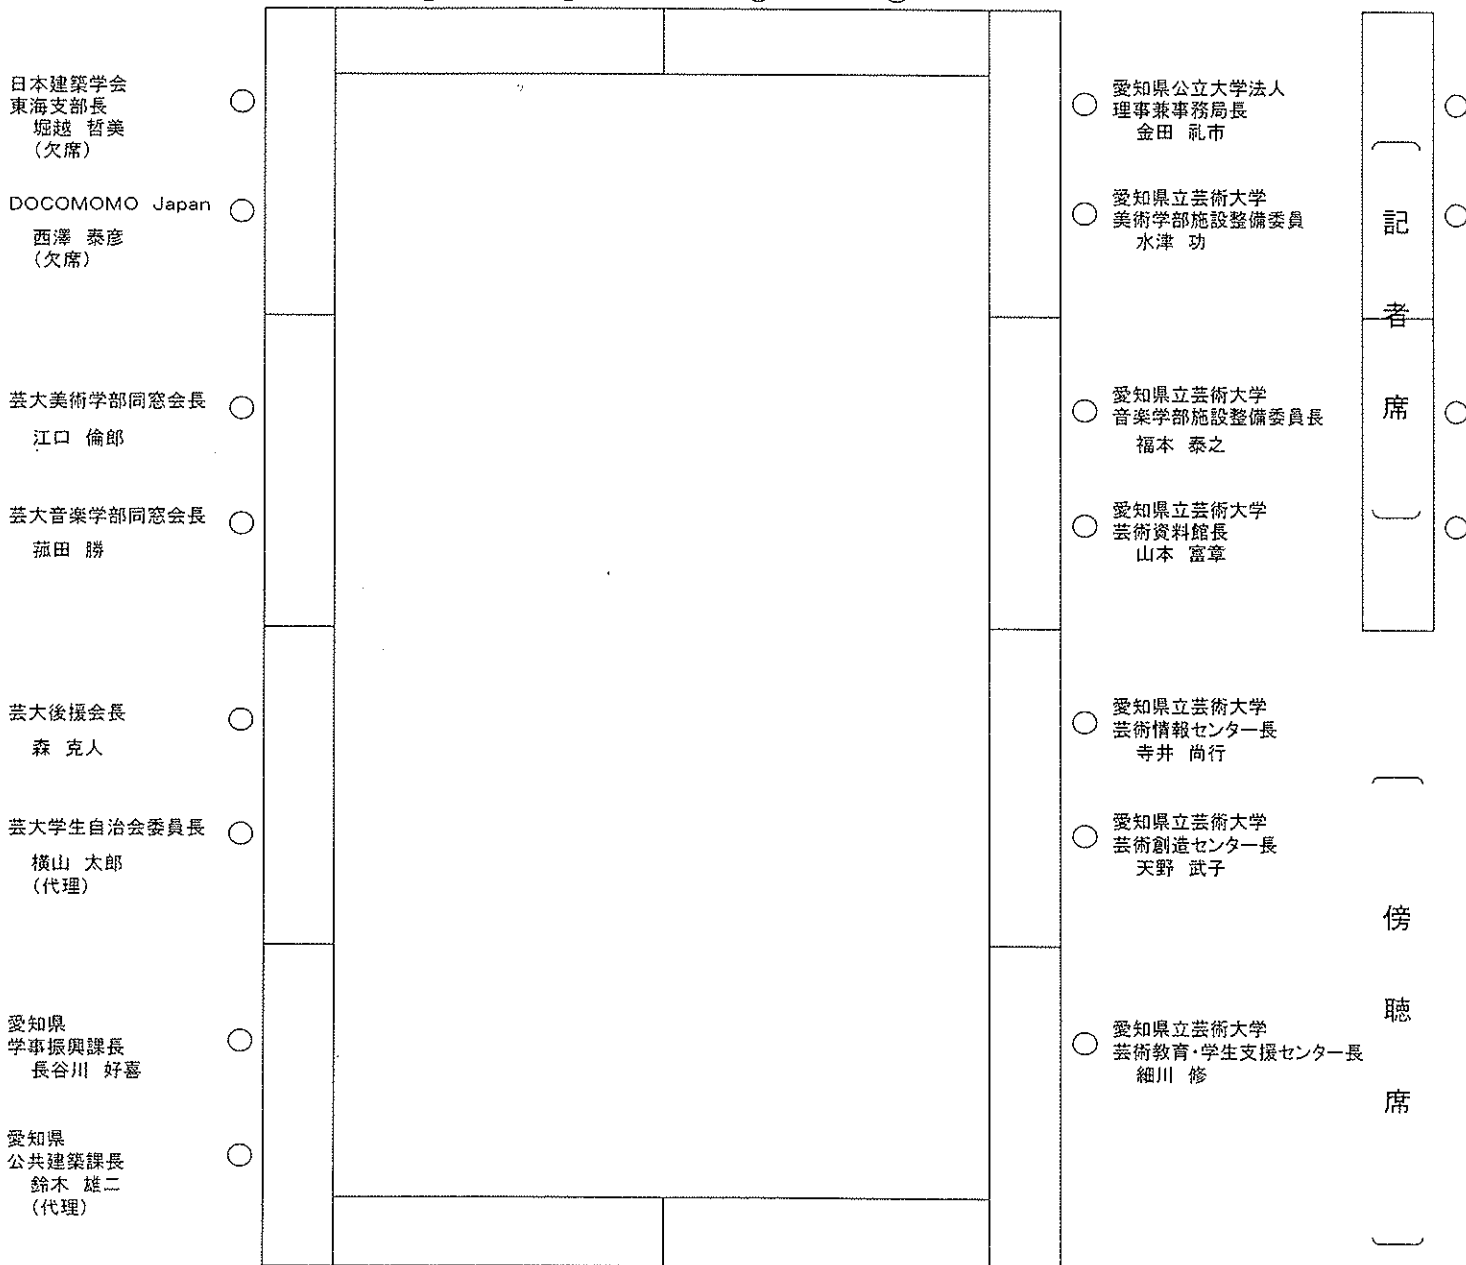 日本建築学会
東海支部長
堀越 哲美
(欠席)
DOCOMOMO Japan
西澤 泰彦
(欠席)
芸大美術学部同窓会長
江口 倫郎
芸大音楽学部同窓会長
菰田 勝
芸大後援会長
森 克人
芸大学生自治会委員長
横山 太郎
(代理)
愛知県
学事振興課長
長谷川 好喜
愛知県
公共建築課長
鈴木 雄二
(代理)
愛知県公立大学法人
理事兼事務局長
金田 礼市
愛知県立芸術大学
美術学部施設整備委員
水津 功
愛知県立芸術大学
音楽学部施設整備委員長
福本 泰之
愛知県立芸術大学
芸術資料館長
山本 富章
愛知県立芸術大学
芸術情報センター長
寺井 尚行
愛知県立芸術大学
芸術創造センター長
天野 武子
愛知県立芸術大学
芸術教育・学生支援センター長
細川 修
記者席
傍聴席